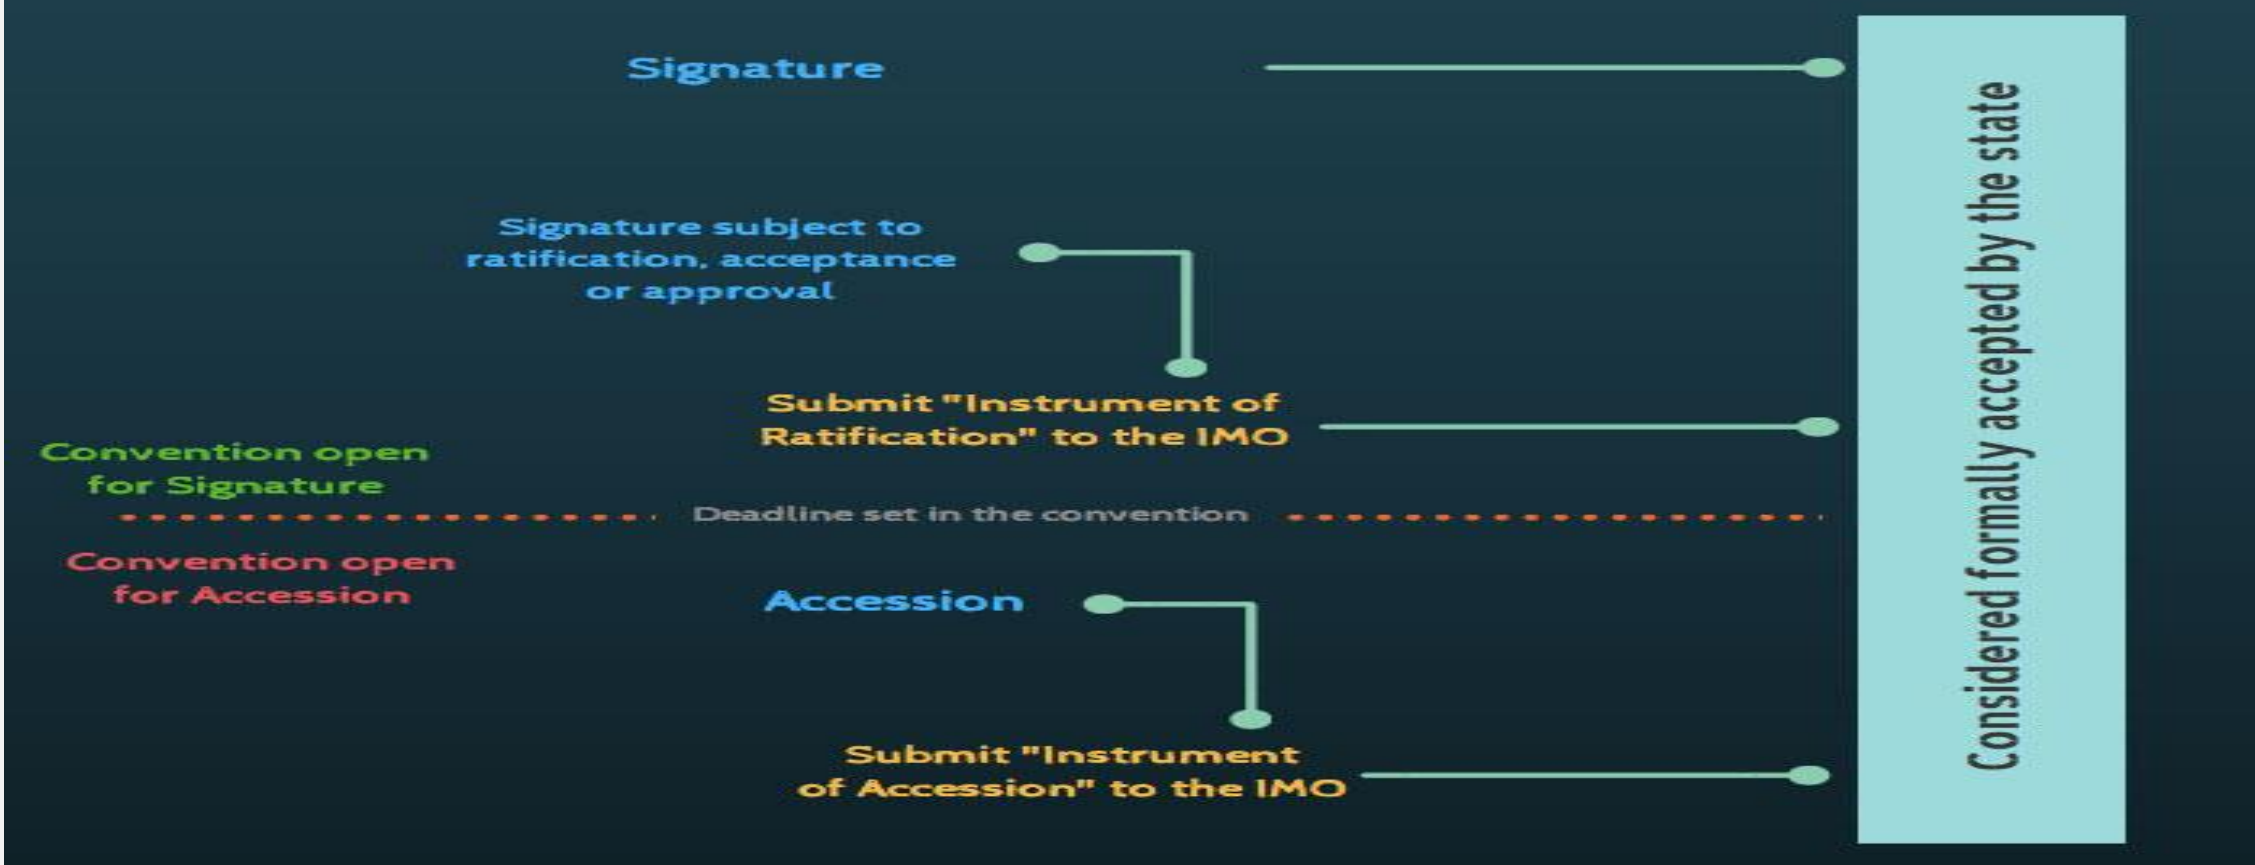 Signature
Signature subject to
ratification, acceptance
or approval
Submit "Instrument of
Ratification" to the IMO
Convention open
for Signature
Deadline set in the convention
Convention open
for Accession
Accession
Submit "Instrument
of Accession" to the IMO
Considered formally accepted by the state